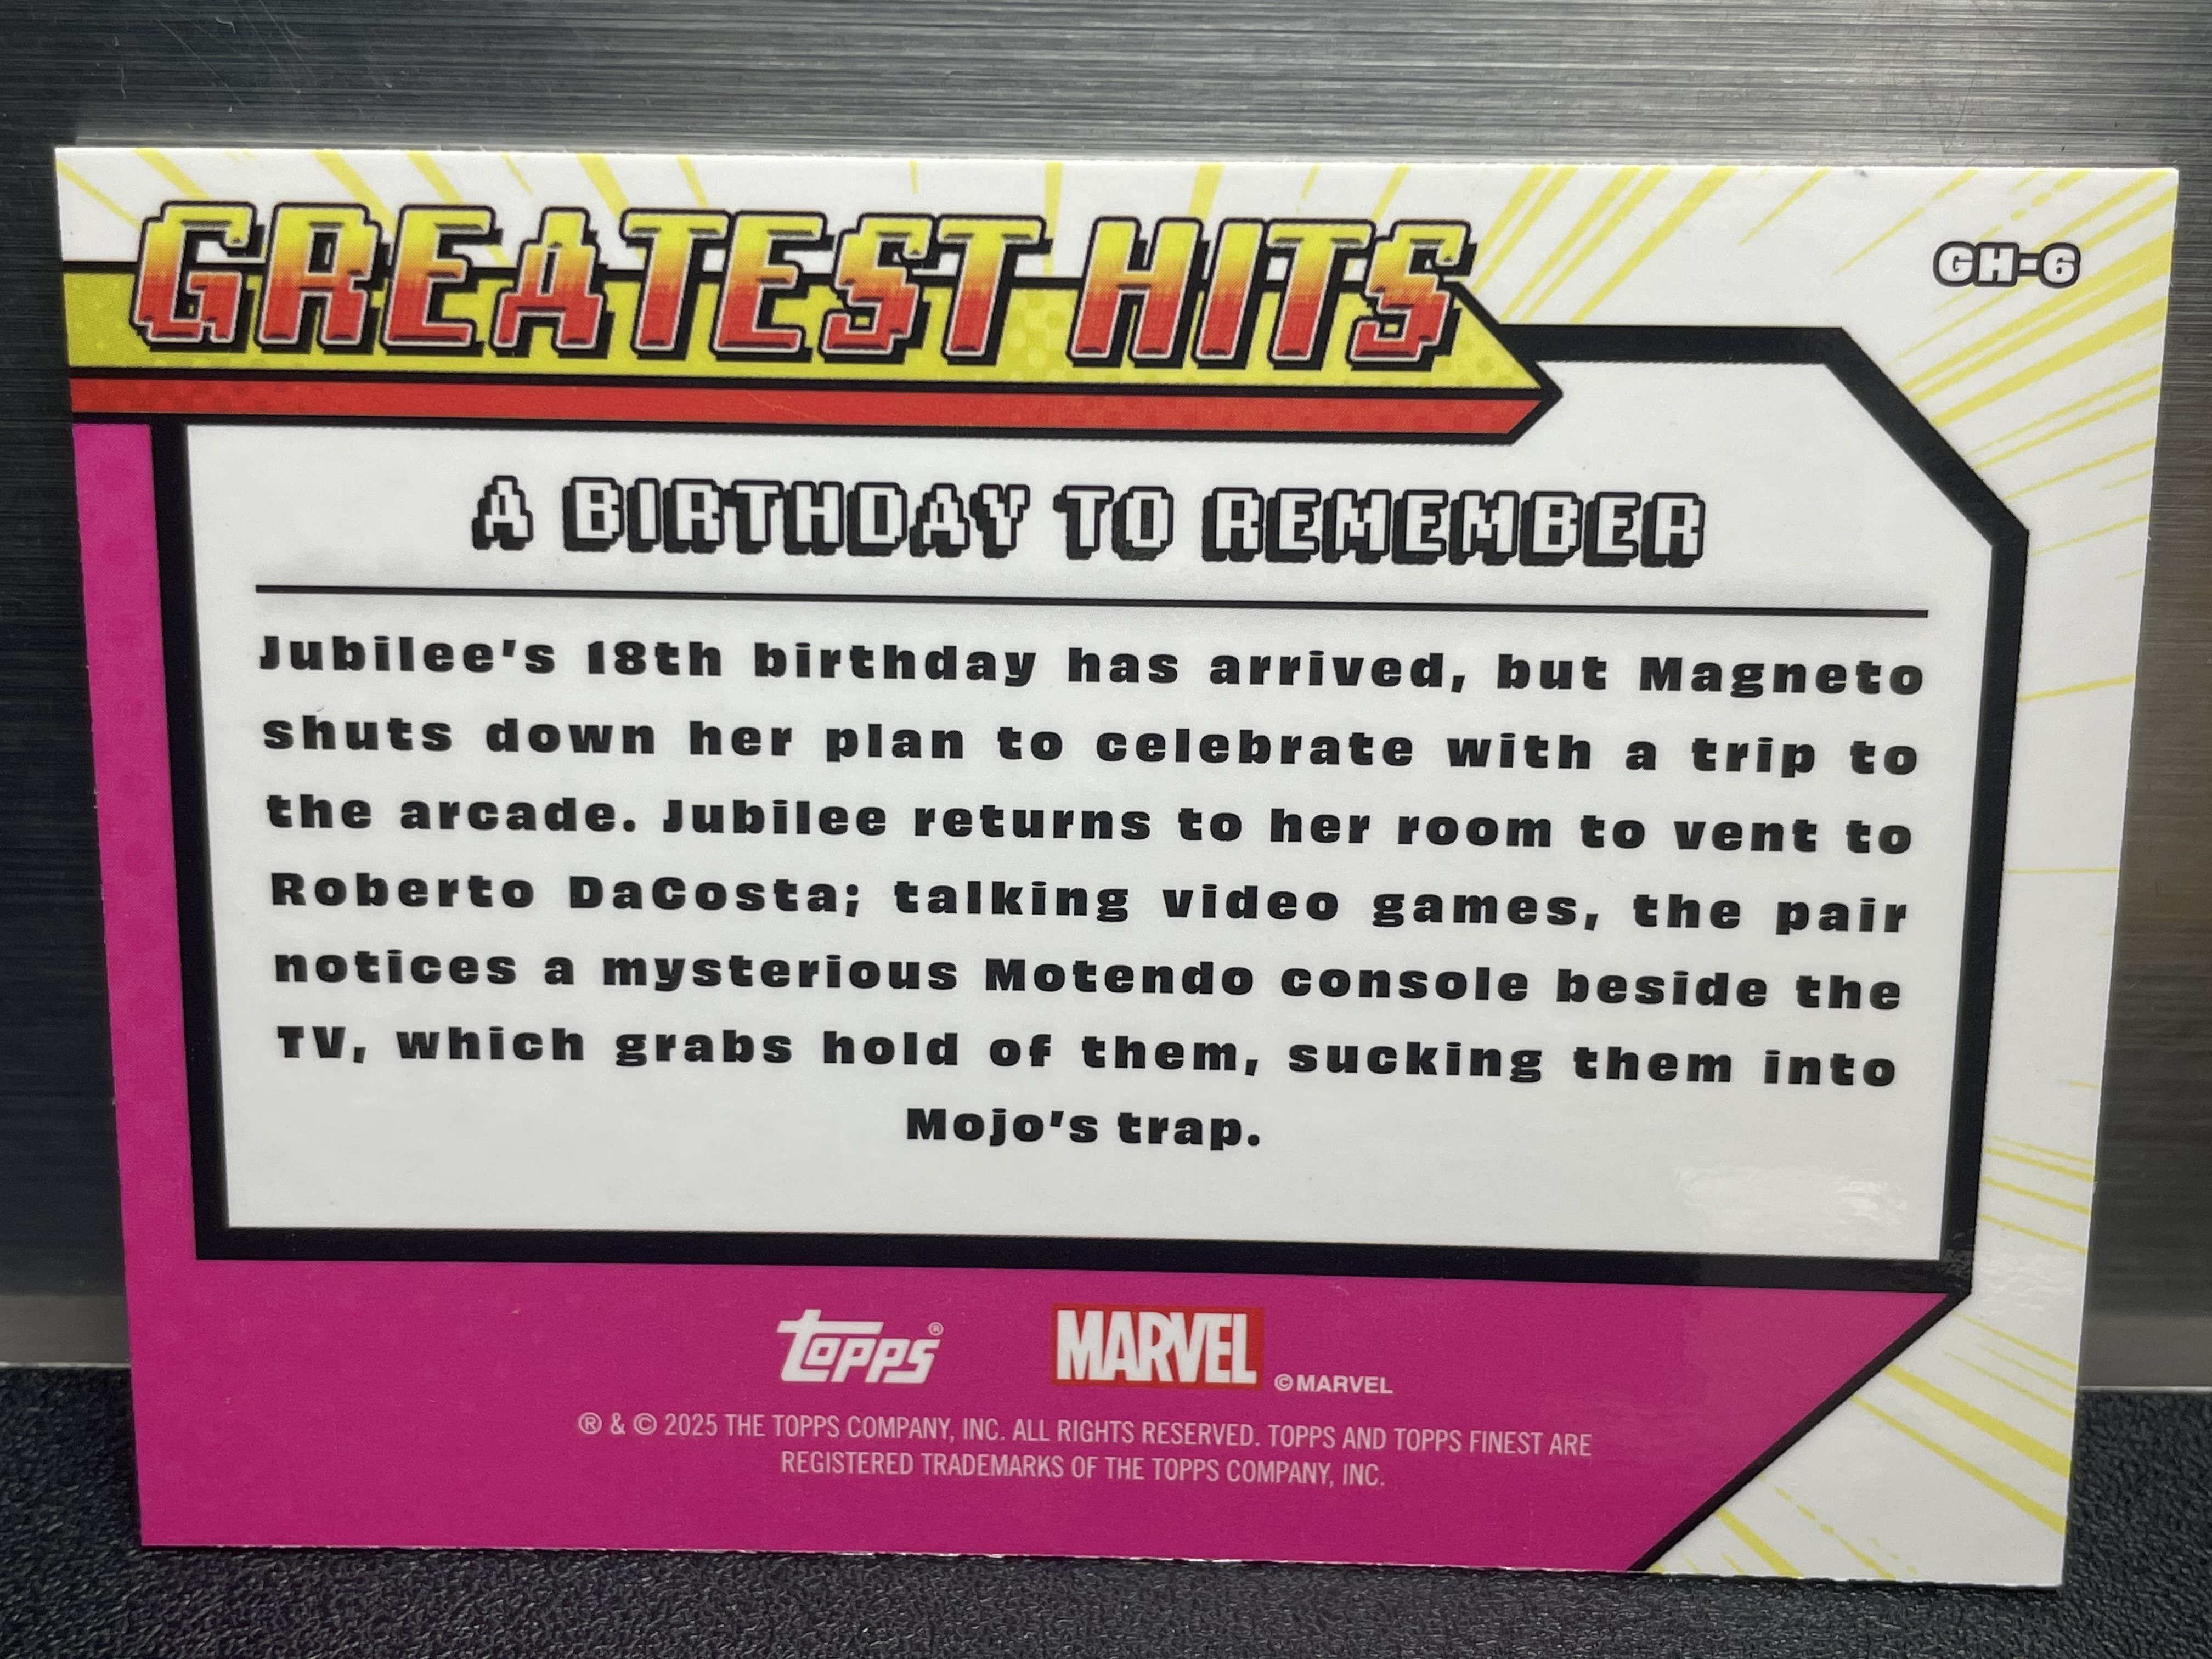 GREATEST HITS
GH-6
A BIRTHDAY TO REMEMBER
Jubilee's 18th birthday has arrived, but Magneto
shuts down her plan to celebrate with a trip to
the arcade. Jubilee returns to her room to vent to
Roberto DaCosta; talking video games, the pair
notices a mysterious Motendo console beside the
TV, which grabs hold of them, sucking them into
Mojo's trap.
topps® MARVEL ©MARVEL
® & © 2025 THE TOPPS COMPANY, INC. ALL RIGHTS RESERVED. TOPPS AND TOPPS FINEST ARE
REGISTERED TRADEMARKS OF THE TOPPS COMPANY, INC.